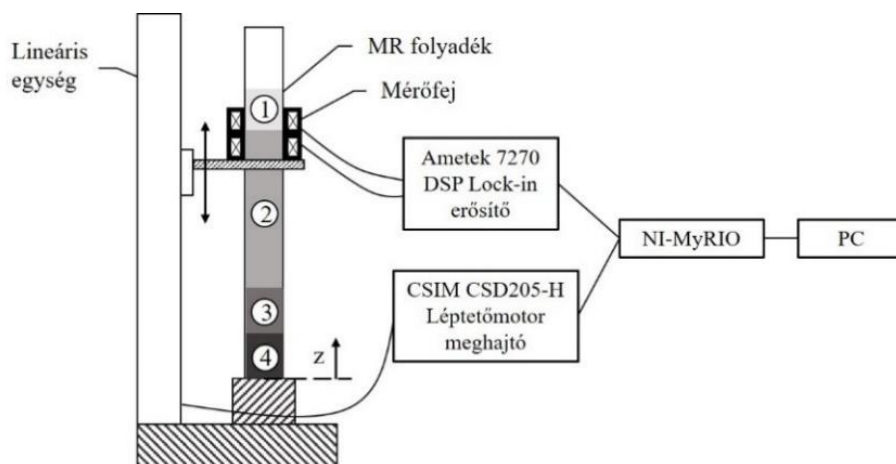 Lineáris
egység
MR folyadék
Mérőfej
1
2
3
4
z
Ametek 7270
DSP Lock-in
erősítő
CSIM CSD205-H
Léptetőmotor
meghajtó
NI-MyRIO
PC